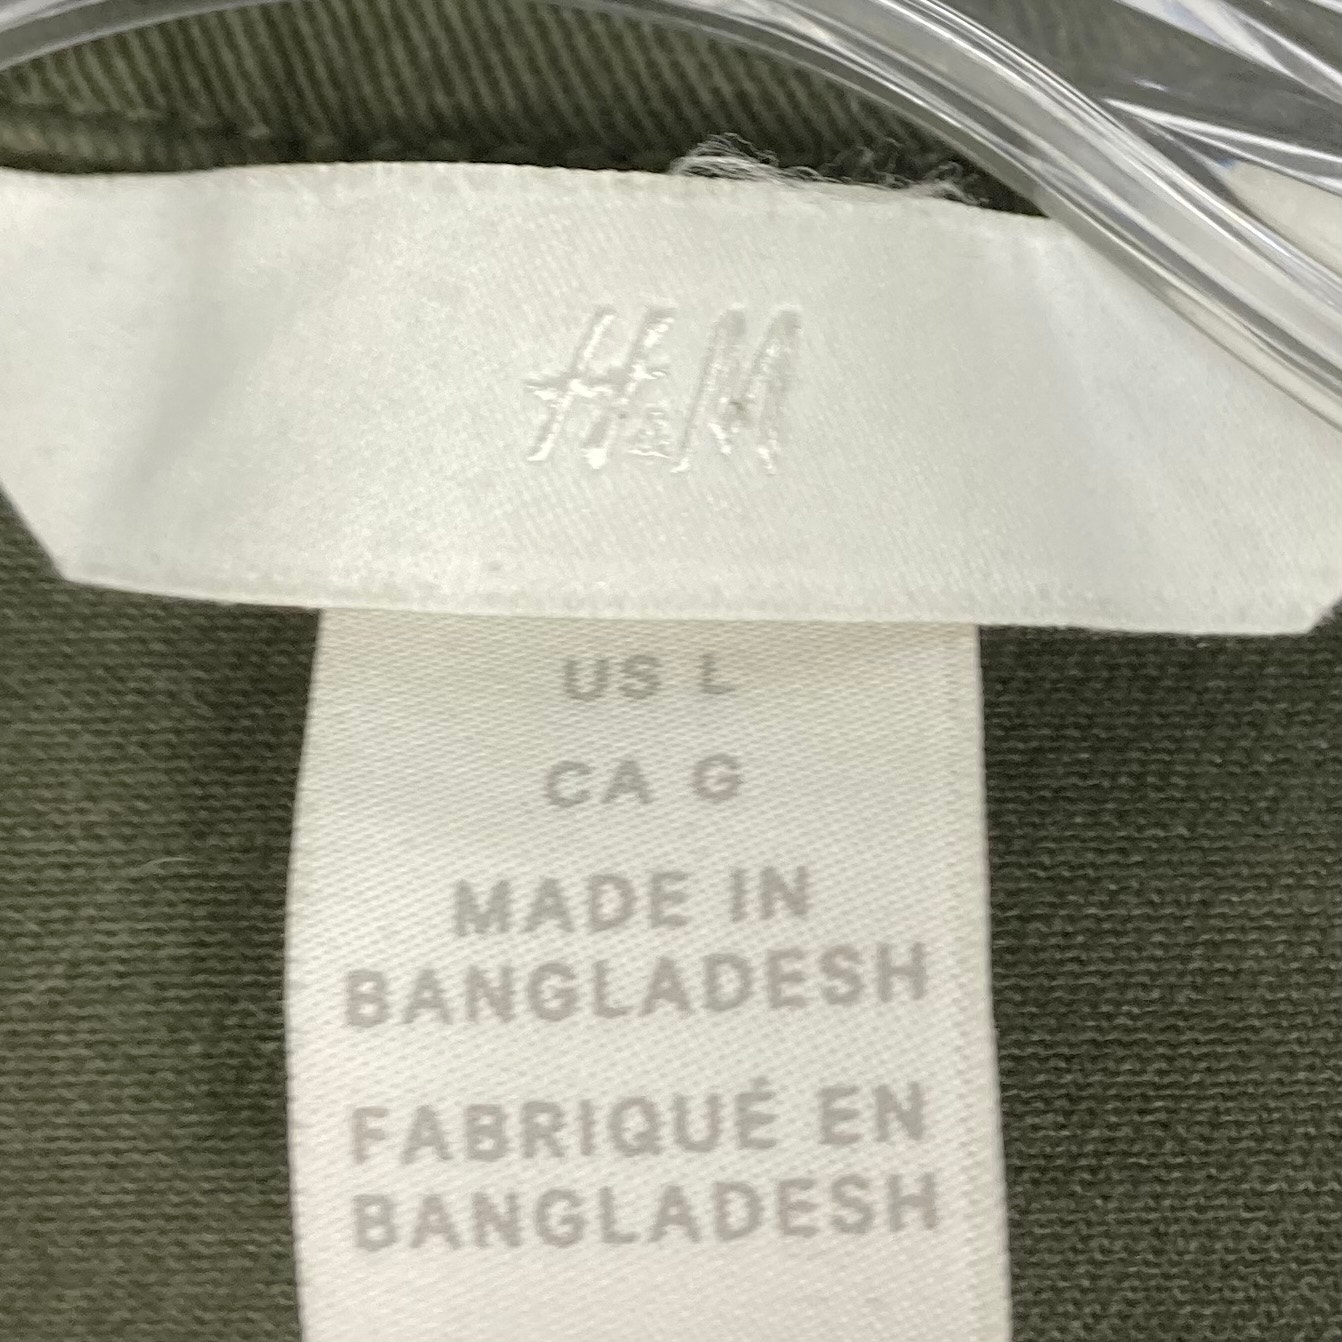 H&M
US L
CA G
MADE IN
BANGLADESH
FABRIQUÉ EN
BANGLADESH